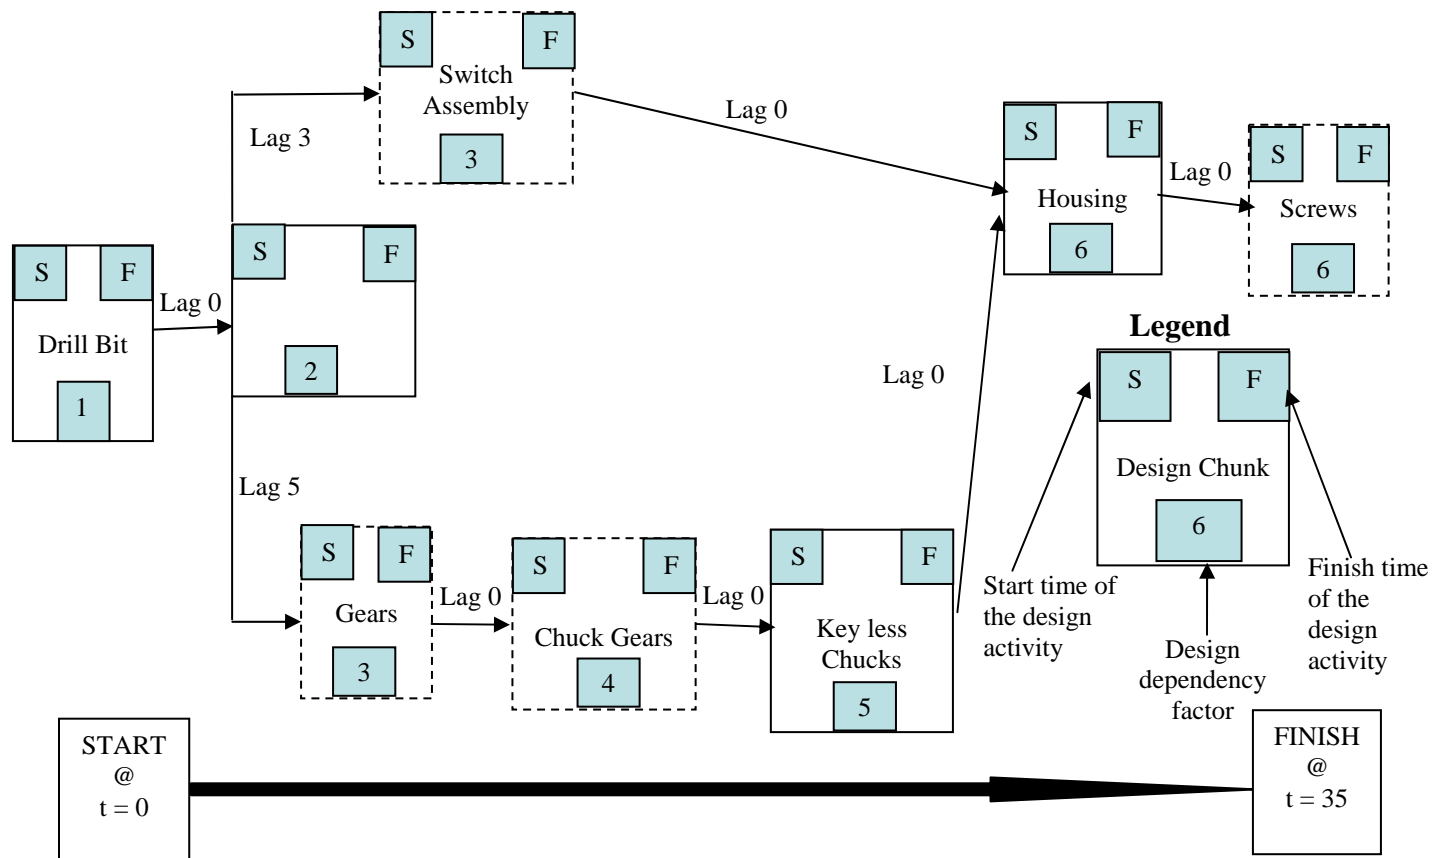 S
F
Switch
Assembly
3
Lag 3
Lag 0
S
F
Housing
6
Lag 0
S
F
Screws
6
S
F
Drill Bit
1
Lag 0
S
F
2
Lag 5
S
F
Gears
3
Lag 0
S
F
Chuck Gears
4
Lag 0
S
F
Key less
Chucks
5
Lag 0
Legend
S
F
Design Chunk
6
Start time of
the design
activity
Design
dependency
factor
Finish time
of the
design
activity
START
@
t = 0
FINISH
@
t = 35